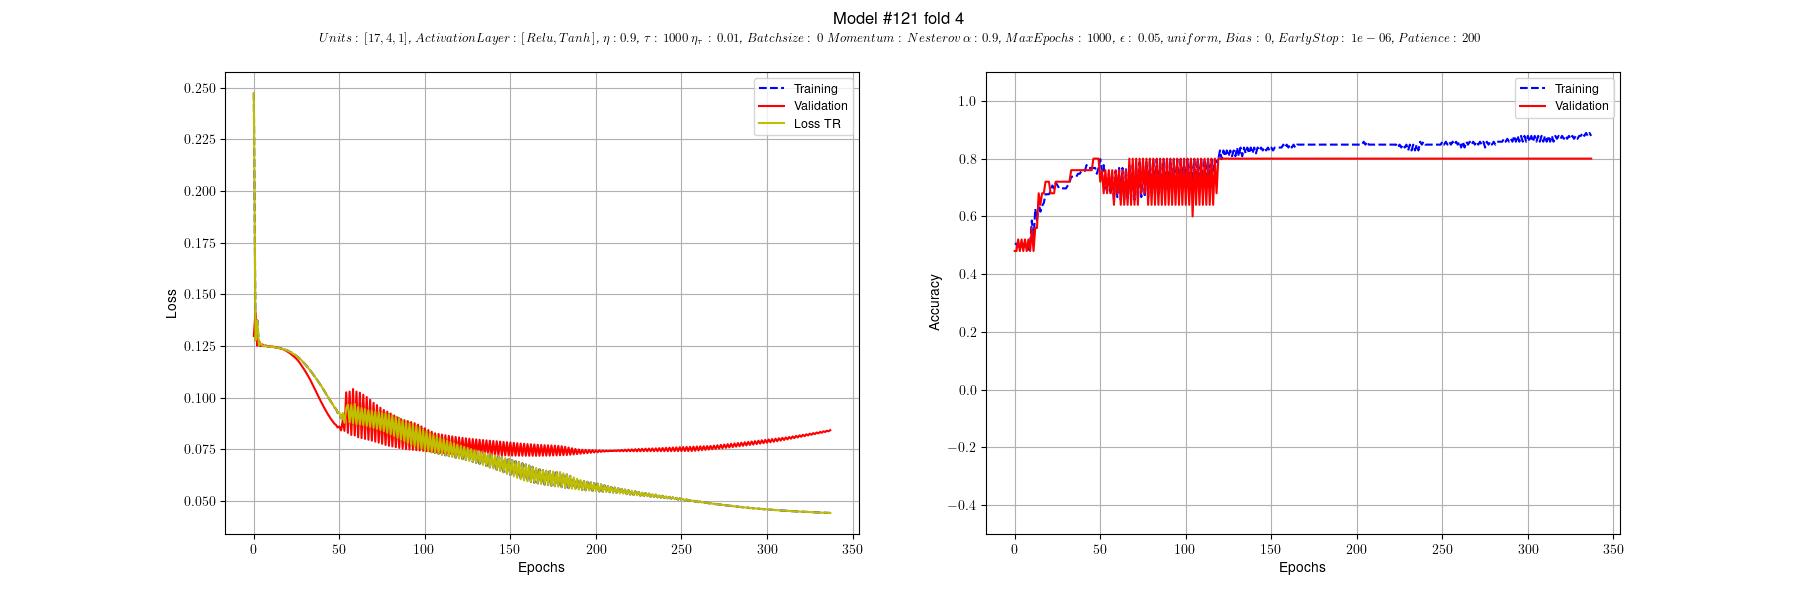 Model #121 fold 4
Units : [17, 4, 1], ActivationLayer : [Relu, Tanh], η : 0.9, τ : 1000 ητ : 0.01, Batchsize : 0 Momentum : Nesterov α : 0.9, MaxEpochs : 1000, ϵ : 0.05, uniform, Bias : 0, EarlyStop : 1e − 06, Patience : 200
Loss
0.250
0.225
0.200
0.175
0.150
0.125
0.100
0.075
0.050
0 50 100 150 200 250 300 350
Epochs
Training
Validation
Loss TR
Accuracy
1.0
0.8
0.6
0.4
0.2
0.0
−0.2
−0.4
0 50 100 150 200 250 300 350
Epochs
Training
Validation